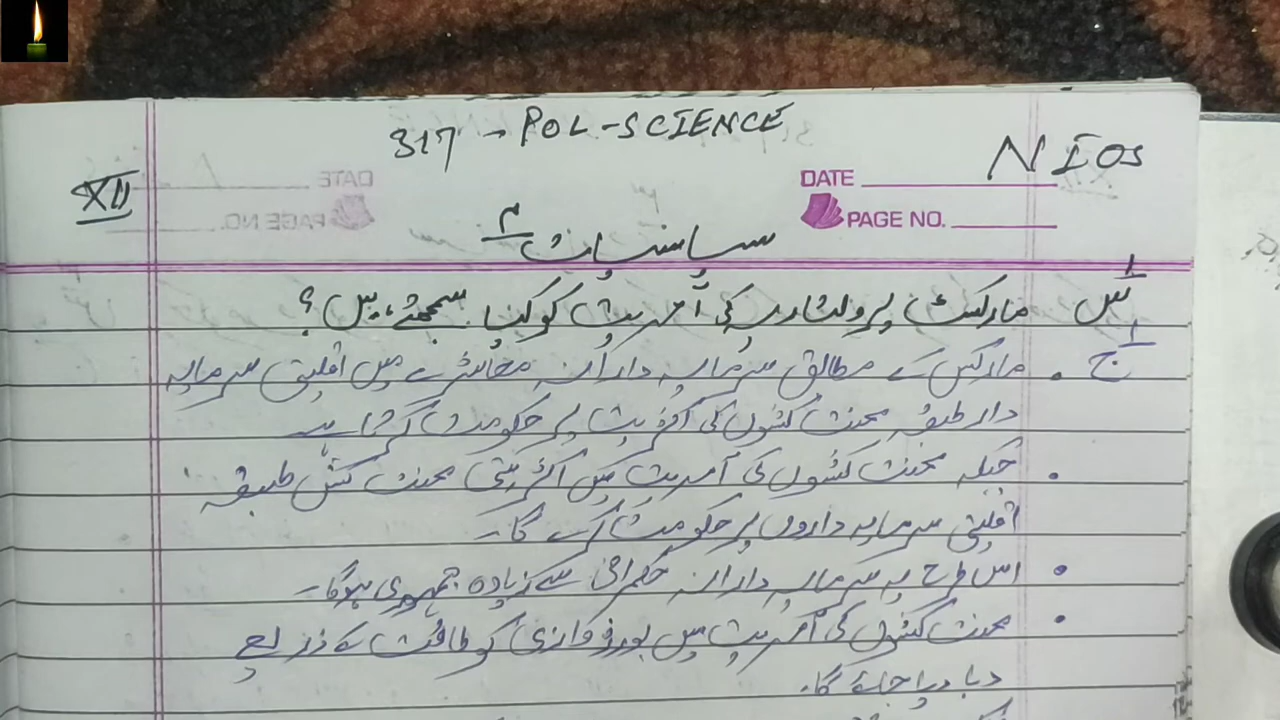 317 → POL-SCIENCE
NIOS
XII
DATE
PAGE NO.
سیاسیات ۲
س۱ مارکسٹ پرولتاریہ کی آمریت کو کیا سمجھتے ہیں؟
ج۱ • مارکس کے مطابق سرمایہ دارانہ معاشرے میں اقلیتی سرمایہ
دار طبقہ محنت کشوں کی اکثریت پر حکومت کرتا ہے
• جبکہ محنت کشوں کی آمریت میں اکثریتی محنت کش طبقہ
اقلیتی سرمایہ داروں پر حکومت کرے گا۔
• اس طرح یہ سرمایہ دارانہ حکمرانی سے زیادہ جمہوری ہوگا۔
• محنت کشوں کی آمریت میں بورژوازی کو طاقت کے ذریعے
دبا دیا جائے گا۔